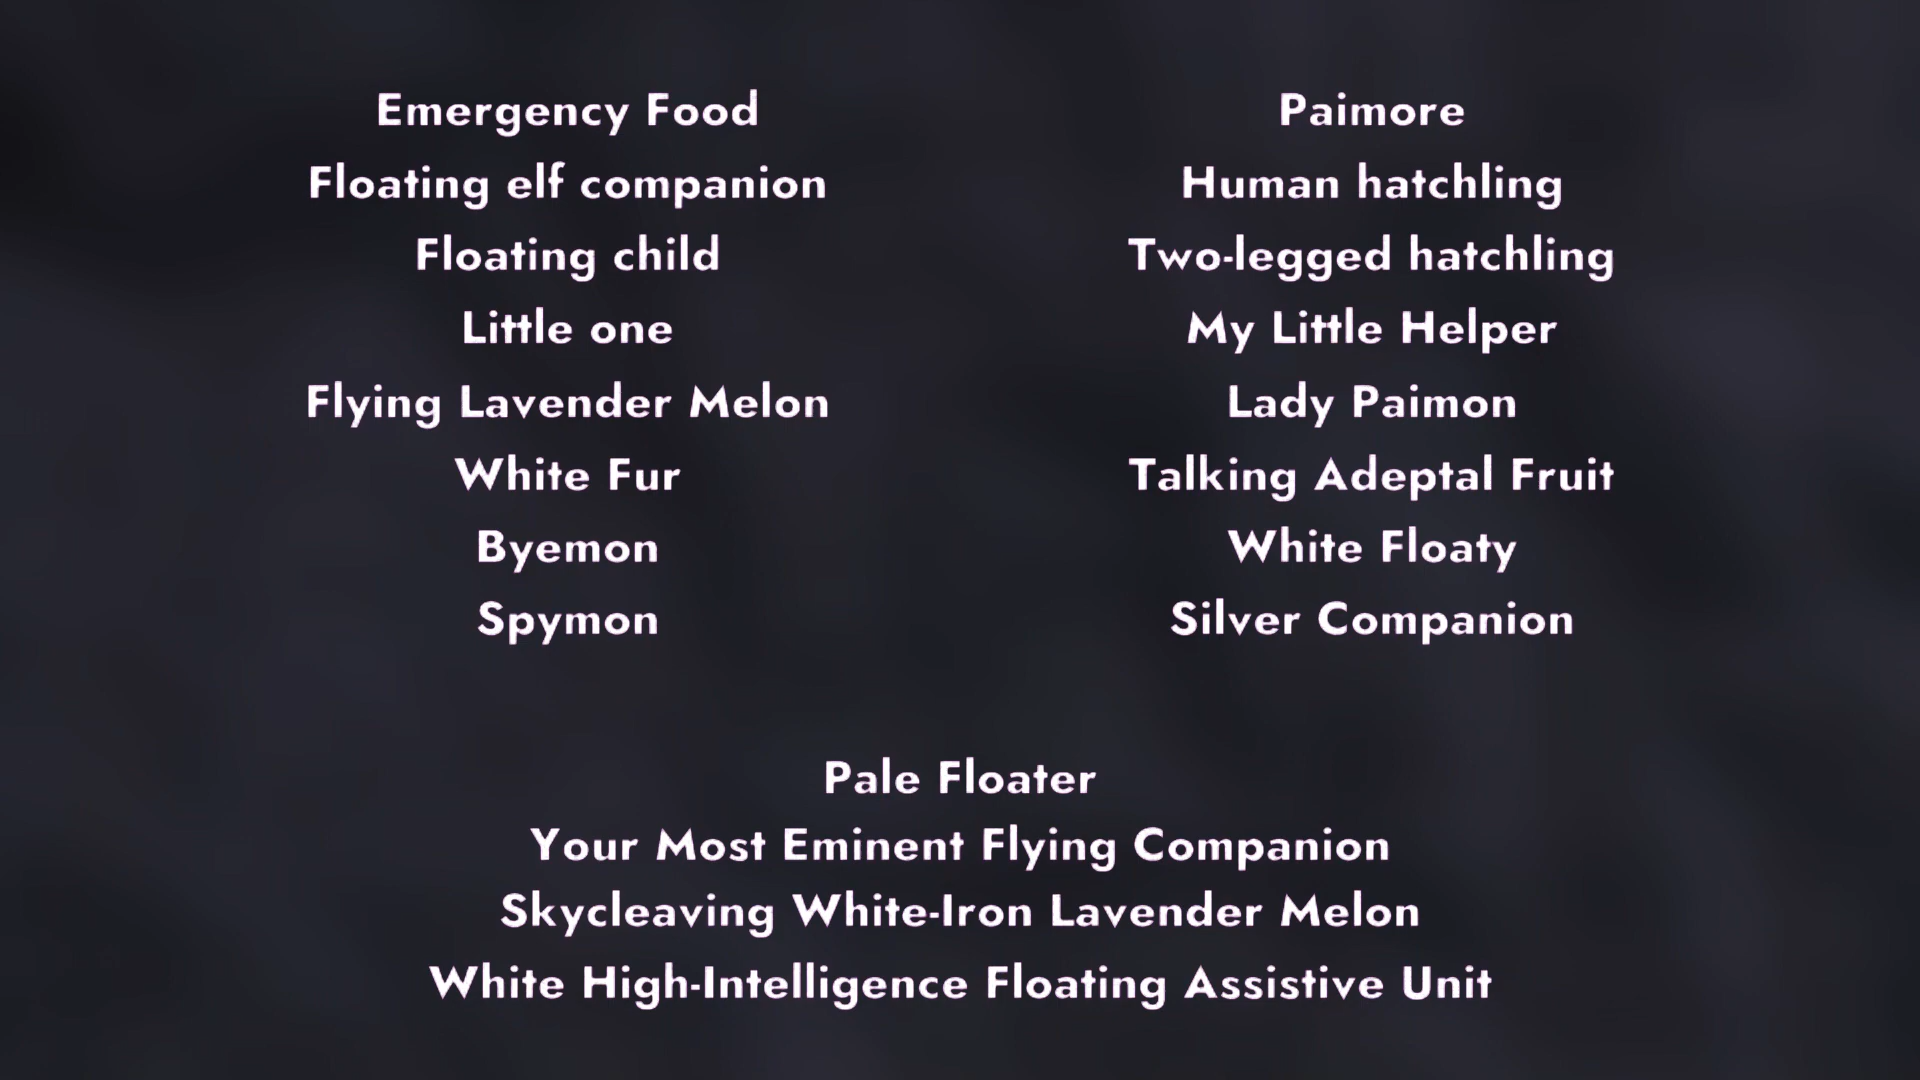 Emergency Food
Floating elf companion
Floating child
Little one
Flying Lavender Melon
White Fur
Byemon
Spymon
Paimore
Human hatchling
Two-legged hatchling
My Little Helper
Lady Paimon
Talking Adeptal Fruit
White Floaty
Silver Companion
Pale Floater
Your Most Eminent Flying Companion
Skycleaving White-Iron Lavender Melon
White High-Intelligence Floating Assistive Unit